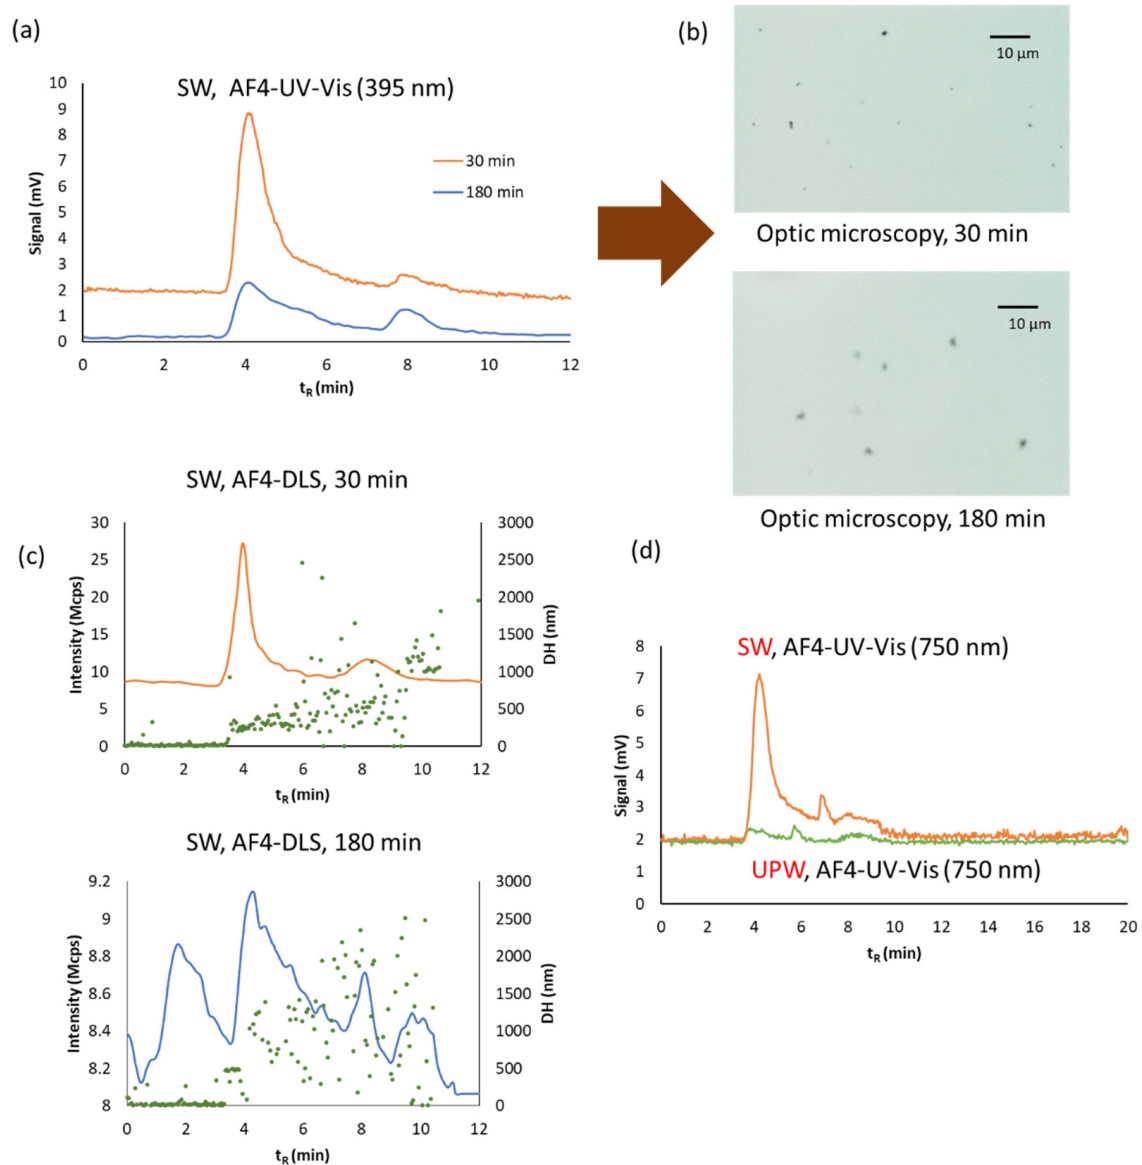 (a)
SW, AF4-UV-Vis (395 nm)
10
9
8
7
6
5
4
3
2
1
0
Signal (mV)
30 min
180 min
0 2 4 6 8 10 12
tR (min)
(b)
10 µm
Optic microscopy, 30 min
10 µm
Optic microscopy, 180 min
(c)
SW, AF4-DLS, 30 min
30
25
20
15
10
5
0
Intensity (Mcps)
3000
2500
2000
1500
1000
500
0
DH (nm)
0 2 4 6 8 10 12
tR (min)
SW, AF4-DLS, 180 min
9.2
9
8.8
8.6
8.4
8.2
8
Intensity (Mcps)
3000
2500
2000
1500
1000
500
0
DH (nm)
0 2 4 6 8 10 12
tR (min)
(d)
SW, AF4-UV-Vis (750 nm)
8
7
6
5
4
3
2
1
0
Signal (mV)
UPW, AF4-UV-Vis (750 nm)
0 2 4 6 8 10 12 14 16 18 20
tR (min)